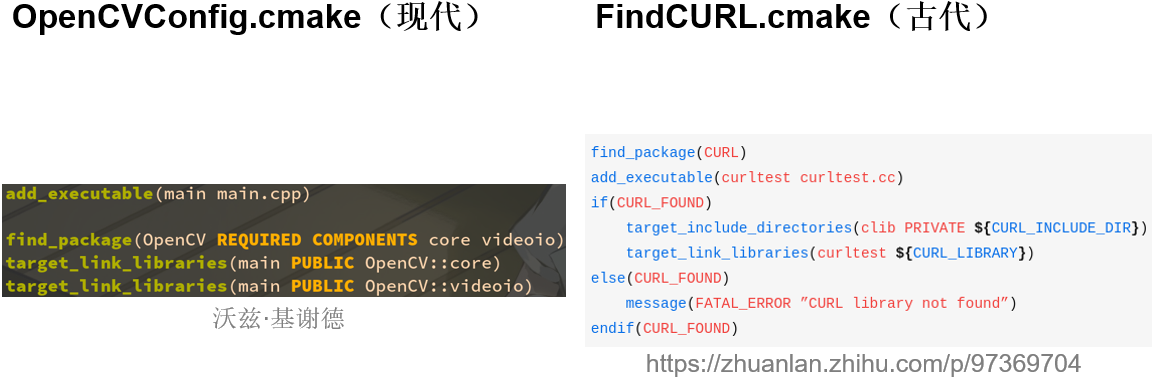 OpenCVConfig.cmake（现代）
add_executable(main main.cpp)
find_package(OpenCV REQUIRED COMPONENTS core videoio)
target_link_libraries(main PUBLIC OpenCV::core)
target_link_libraries(main PUBLIC OpenCV::videoio)
沃兹·基谢德
FindCURL.cmake（古代）
find_package(CURL)
add_executable(curltest curltest.cc)
if(CURL_FOUND)
    target_include_directories(clib PRIVATE ${CURL_INCLUDE_DIR})
    target_link_libraries(curltest ${CURL_LIBRARY})
else(CURL_FOUND)
    message(FATAL_ERROR ”CURL library not found”)
endif(CURL_FOUND)
https://zhuanlan.zhihu.com/p/97369704